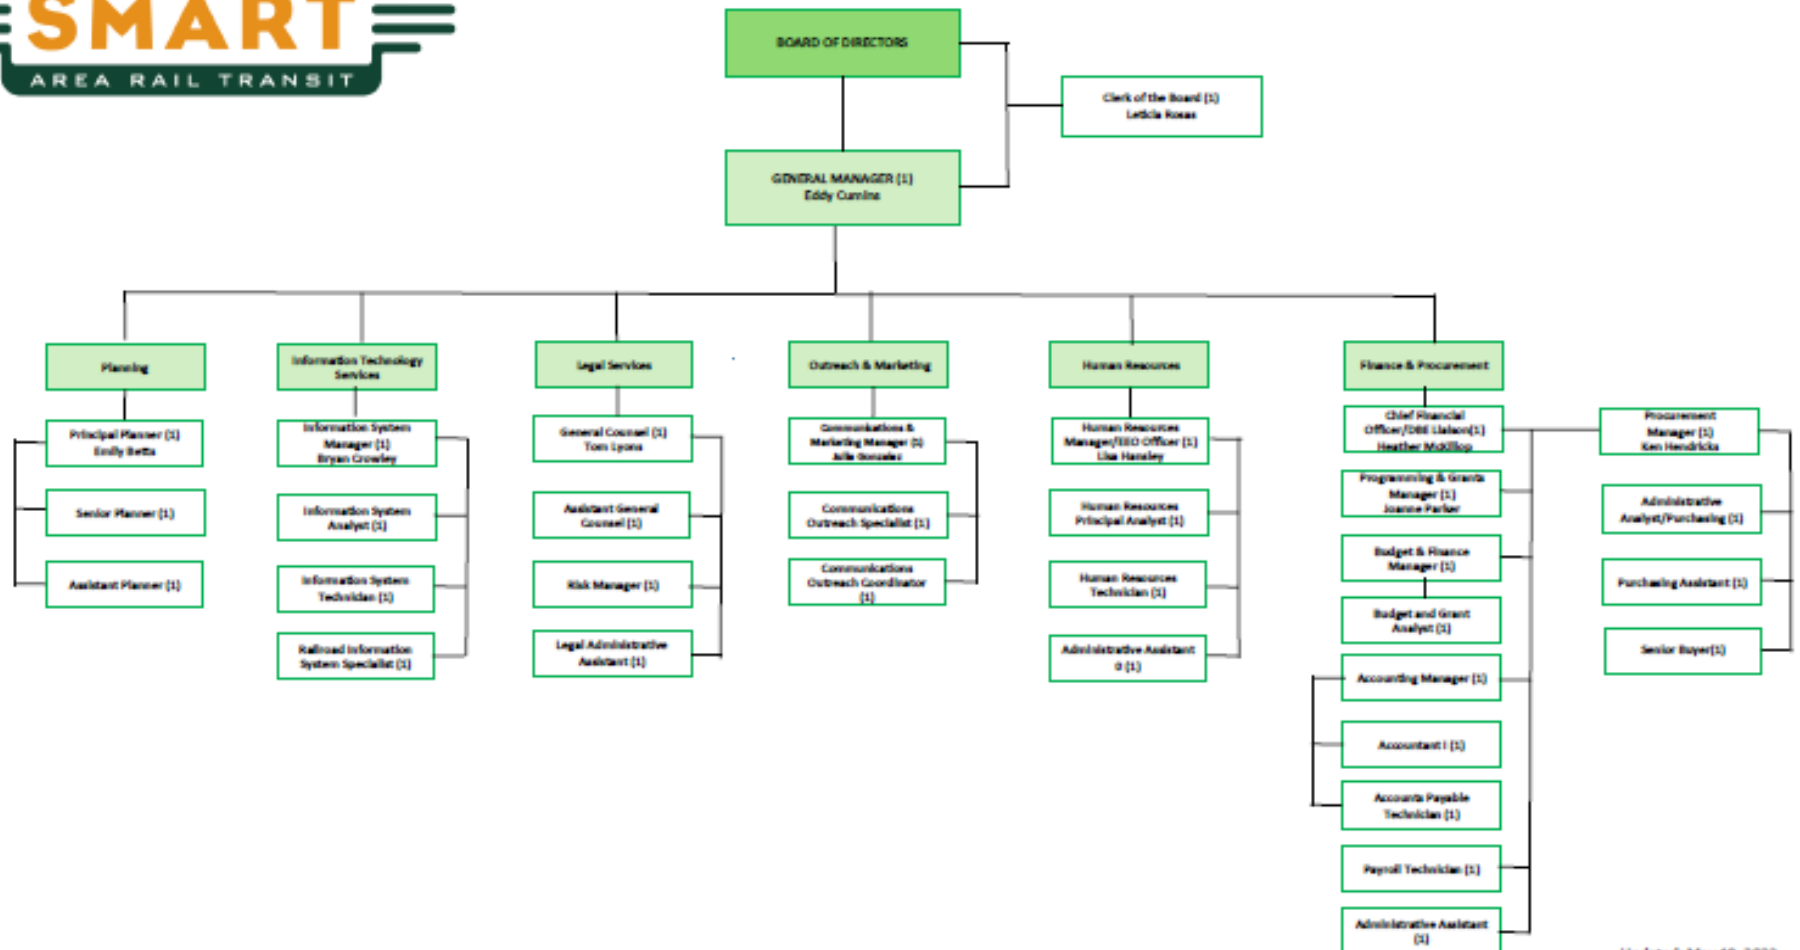 SMART
AREA RAIL TRANSIT
BOARD OF DIRECTORS
Clerk of the Board (1)
Leticia Rosas
GENERAL MANAGER (1)
Eddy Cumins
Planning
Principal Planner (1)
Emily Betts
Senior Planner (1)
Assistant Planner (1)
Information Technology
Services
Information System
Manager (1)
Bryan Crowley
Information System
Analyst (1)
Information System
Technician (1)
Railroad Information
System Specialist (1)
Legal Services
General Counsel (1)
Tom Lyons
Assistant General
Counsel (1)
Risk Manager (1)
Legal Administrative
Assistant (1)
Outreach & Marketing
Communications &
Marketing Manager (1)
Julia Gonzalez
Communications
Outreach Specialist (1)
Communications
Outreach Coordinator
(1)
Human Resources
Human Resources
Manager/EEO Officer (1)
Lisa Hansley
Human Resources
Principal Analyst (1)
Human Resources
Technician (1)
Administrative Assistant
(1)
Finance & Procurement
Chief Financial
Officer/DBE Liaison(1)
Heather McKillop
Programming & Grants
Manager (1)
Joanne Parker
Budget & Finance
Manager (1)
Budget and Grant
Analyst (1)
Accounting Manager (1)
Accountant I (1)
Accounts Payable
Technician (1)
Payroll Technician (1)
Administrative Assistant
(1)
Procurement
Manager (1)
Ken Hendricks
Administrative
Analyst/Purchasing (1)
Purchasing Assistant (1)
Senior Buyer(1)